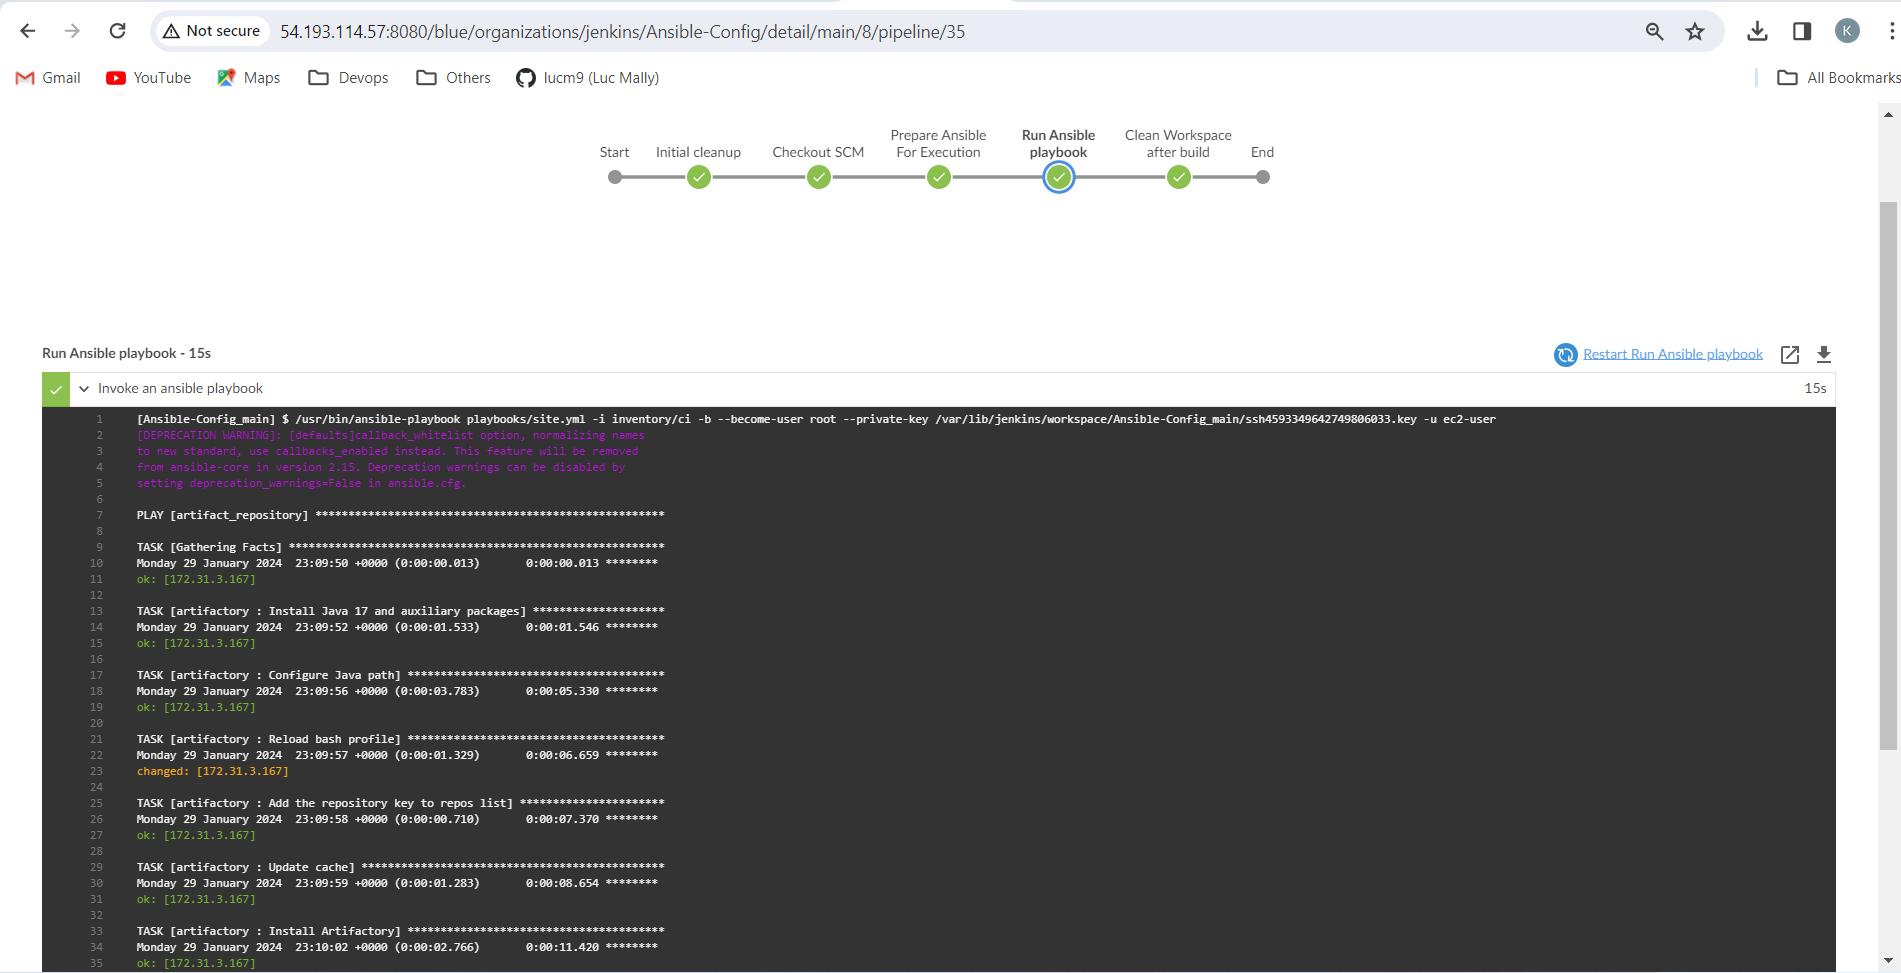 Not secure 54.193.114.57:8080/blue/organizations/jenkins/Ansible-Config/detail/main/8/pipeline/35 K
Gmail YouTube Maps Devops Others lucm9 (Luc Mally) All Bookmarks
Start Initial cleanup Checkout SCM Prepare Ansible For Execution Run Ansible playbook Clean Workspace after build End
Run Ansible playbook - 15s Restart Run Ansible playbook
Invoke an ansible playbook 15s
1 [Ansible-Config_main] $ /usr/bin/ansible-playbook playbooks/site.yml -i inventory/ci -b --become-user root --private-key /var/lib/jenkins/workspace/Ansible-Config_main/ssh4593349642749806033.key -u ec2-user
2 [DEPRECATION WARNING]: [defaults]callback_whitelist option, normalizing names
3 to new standard, use callbacks_enabled instead. This feature will be removed
4 from ansible-core in version 2.15. Deprecation warnings can be disabled by
5 setting deprecation_warnings=False in ansible.cfg.
6
7 PLAY [artifact_repository] *****************************************************
8
9 TASK [Gathering Facts] *********************************************************
10 Monday 29 January 2024  23:09:50 +0000 (0:00:00.013)       0:00:00.013 ********
11 ok: [172.31.3.167]
12
13 TASK [artifactory : Install Java 17 and auxiliary packages] ********************
14 Monday 29 January 2024  23:09:52 +0000 (0:00:01.533)       0:00:01.546 ********
15 ok: [172.31.3.167]
16
17 TASK [artifactory : Configure Java path] ***************************************
18 Monday 29 January 2024  23:09:56 +0000 (0:00:03.783)       0:00:05.330 ********
19 ok: [172.31.3.167]
20
21 TASK [artifactory : Reload bash profile] ***************************************
22 Monday 29 January 2024  23:09:57 +0000 (0:00:01.329)       0:00:06.659 ********
23 changed: [172.31.3.167]
24
25 TASK [artifactory : Add the repository key to repos list] **********************
26 Monday 29 January 2024  23:09:58 +0000 (0:00:00.710)       0:00:07.370 ********
27 ok: [172.31.3.167]
28
29 TASK [artifactory : Update cache] **********************************************
30 Monday 29 January 2024  23:09:59 +0000 (0:00:01.283)       0:00:08.654 ********
31 ok: [172.31.3.167]
32
33 TASK [artifactory : Install Artifactory] ***************************************
34 Monday 29 January 2024  23:10:02 +0000 (0:00:02.766)       0:00:11.420 ********
35 ok: [172.31.3.167]